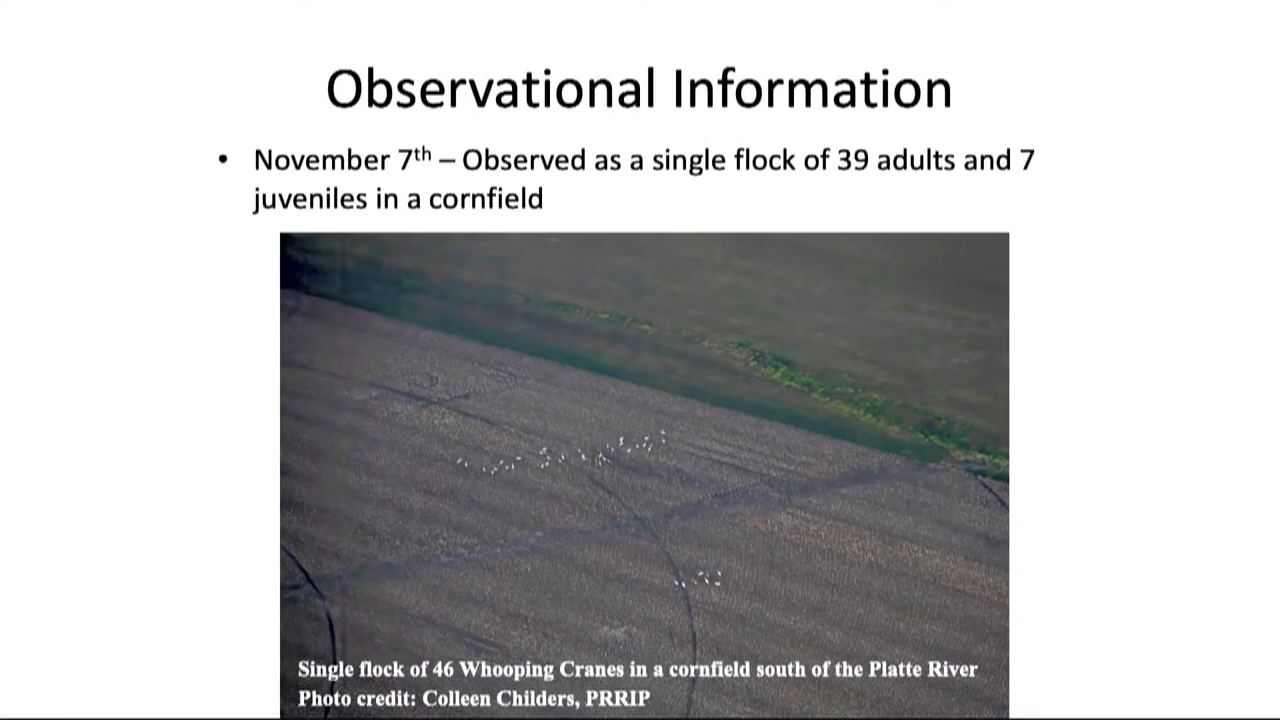 Observational Information
• November 7th – Observed as a single flock of 39 adults and 7
juveniles in a cornfield
Single flock of 46 Whooping Cranes in a cornfield south of the Platte River
Photo credit: Colleen Childers, PRRIP